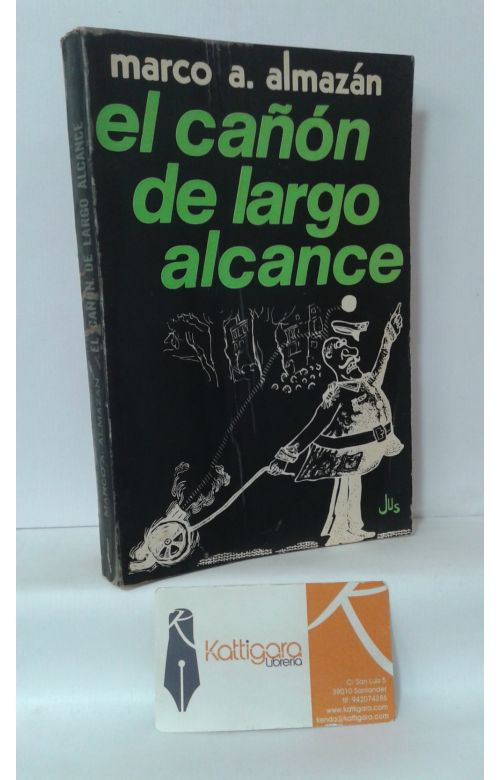 marco a. almazán
el cañón
de largo
alcance
MARCO A. ALMAZÁN EL CAÑÓN DE LARGO ALCANCE
JUS
Kattigara
Librería
C/ San Luis 5
39010 Santander
tlf: 942074286
www.kattigara.com
tienda@kattigara.com